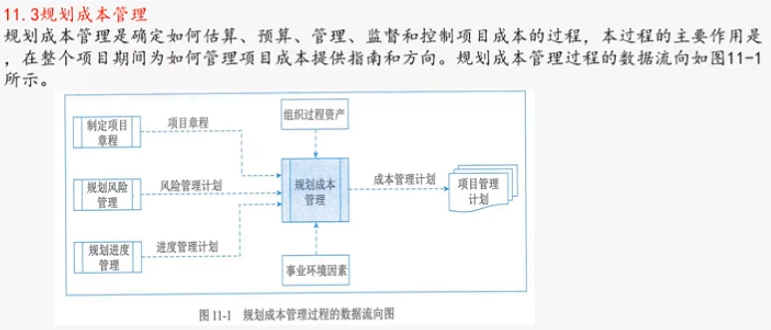 11.3规划成本管理
规划成本管理是确定如何估算、预算、管理、监督和控制项目成本的过程，本过程的主要作用是
，在整个项目期间为如何管理项目成本提供指南和方向。规划成本管理过程的数据流向如图11-1
所示。
组织过程资产
制定项目
章程
项目章程
规划风险
管理
风险管理计划
规划成本
管理
成本管理计划
项目管理
计划
规划进度
管理
进度管理计划
事业环境因素
图 11-1 规划成本管理过程的数据流向图